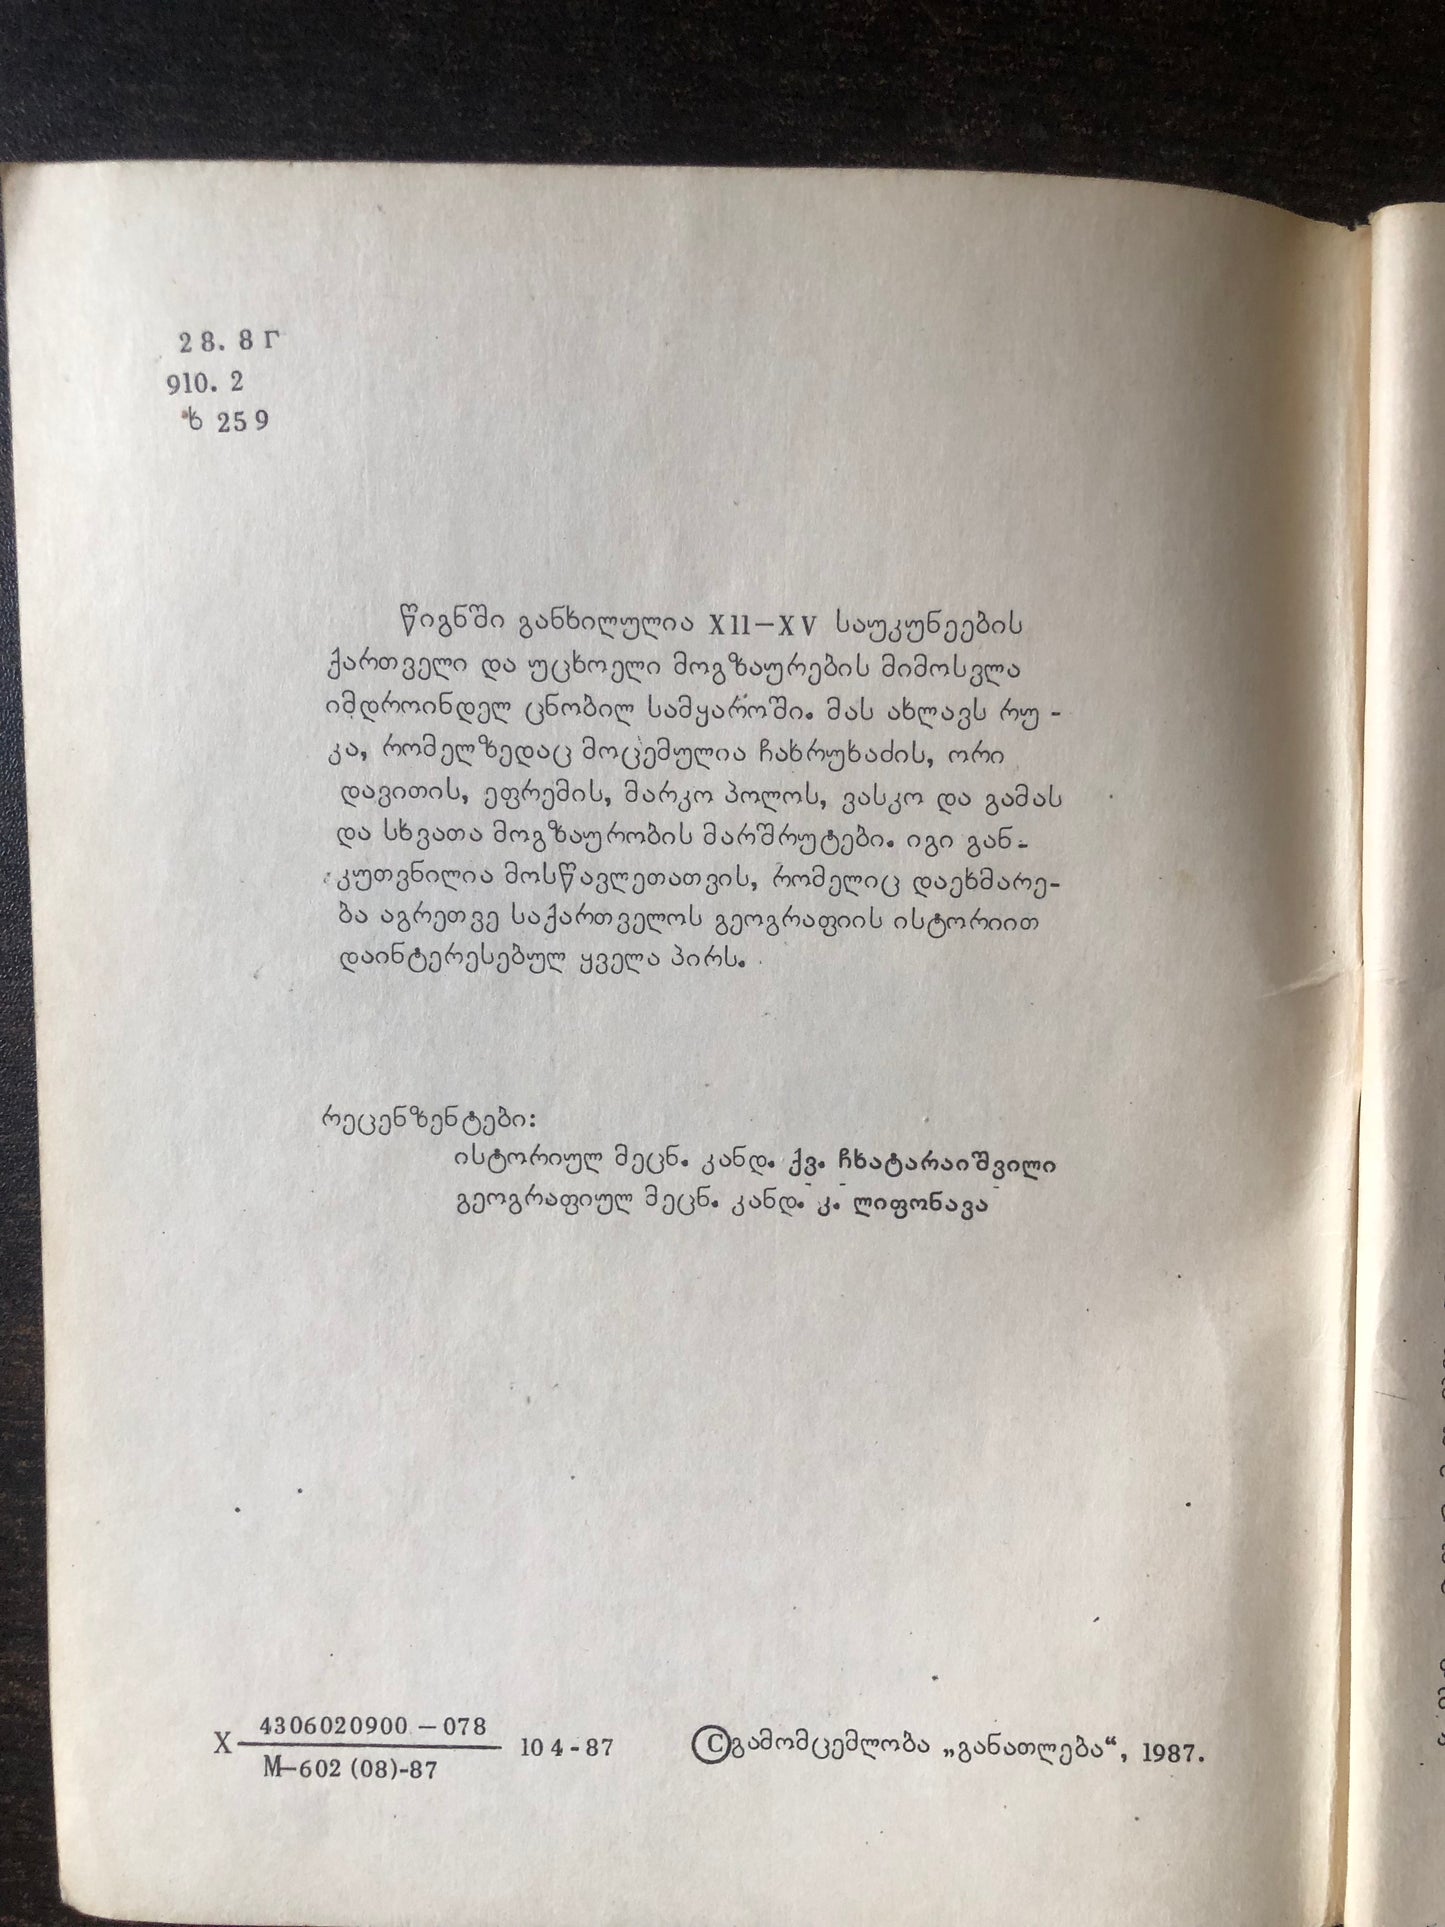 28. 8 Г
910. 2
ხ 259
წიგნში განხილულია XII—XV საუკუნეების
ქართველი და უცხოელი მოგზაურების მიმოსვლა
იმდროინდელ ცნობილ სამყაროში. მას ახლავს რუ -
კა, რომელზედაც მოცემულია ჩახრუხაძის, ორი
დავითის, ეფრემის, მარკო პოლოს, ვასკო და გამას
და სხვათა მოგზაურობის მარშრუტები. იგი გან-
კუთვნილია მოსწავლეთათვის, რომელიც დაეხმარე-
ბა აგრეთვე საქართველოს გეოგრაფიის ისტორიით
დაინტერესებულ ყველა პირს.
რეცენზენტები:
ისტორიულ მეცნ. კანდ. ქვ. ჩხატარაიშვილი
გეოგრაფიულ მეცნ. კანდ. კ. ლიფონავა
X 4306020900 — 078
M—602 (08)-87
104-87
© გამომცემლობა „განათლება“, 1987.